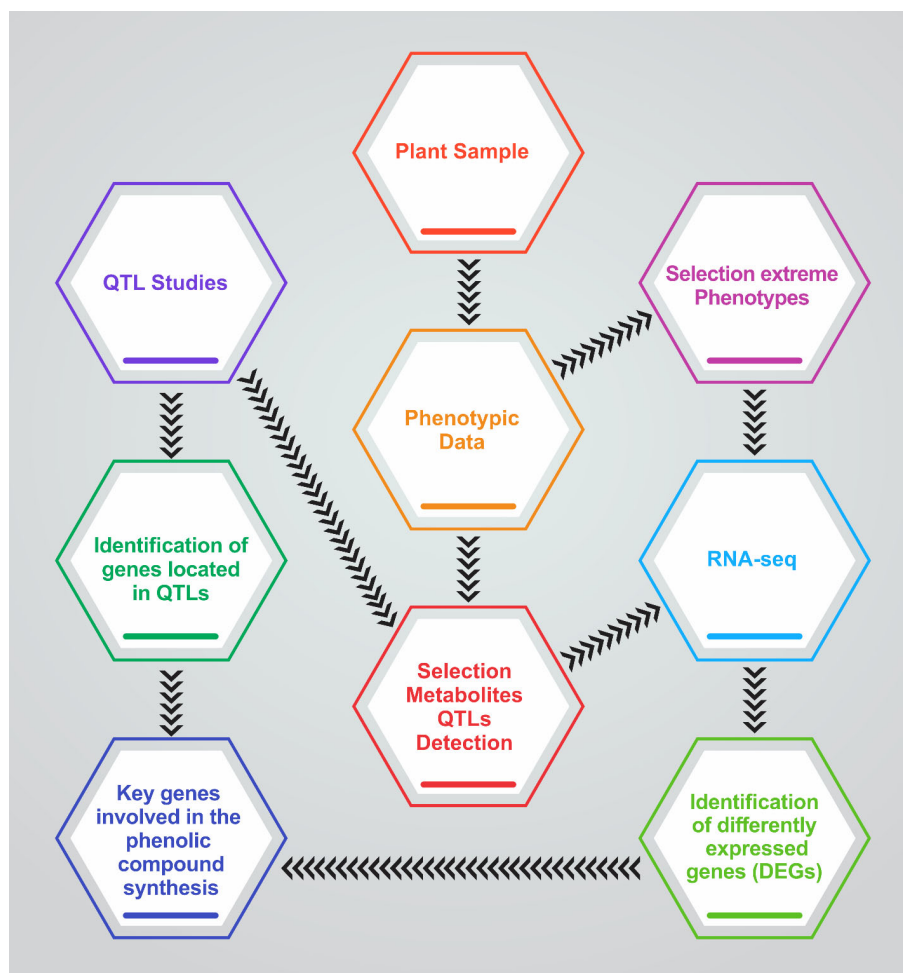 Plant Sample
QTL Studies
Selection extreme
Phenotypes
Phenotypic
Data
Identification of
genes located
in QTLs
RNA-seq
Selection
Metabolites
QTLs
Detection
Key genes
involved in the
phenolic
compound
synthesis
Identification
of differently
expressed
genes (DEGs)